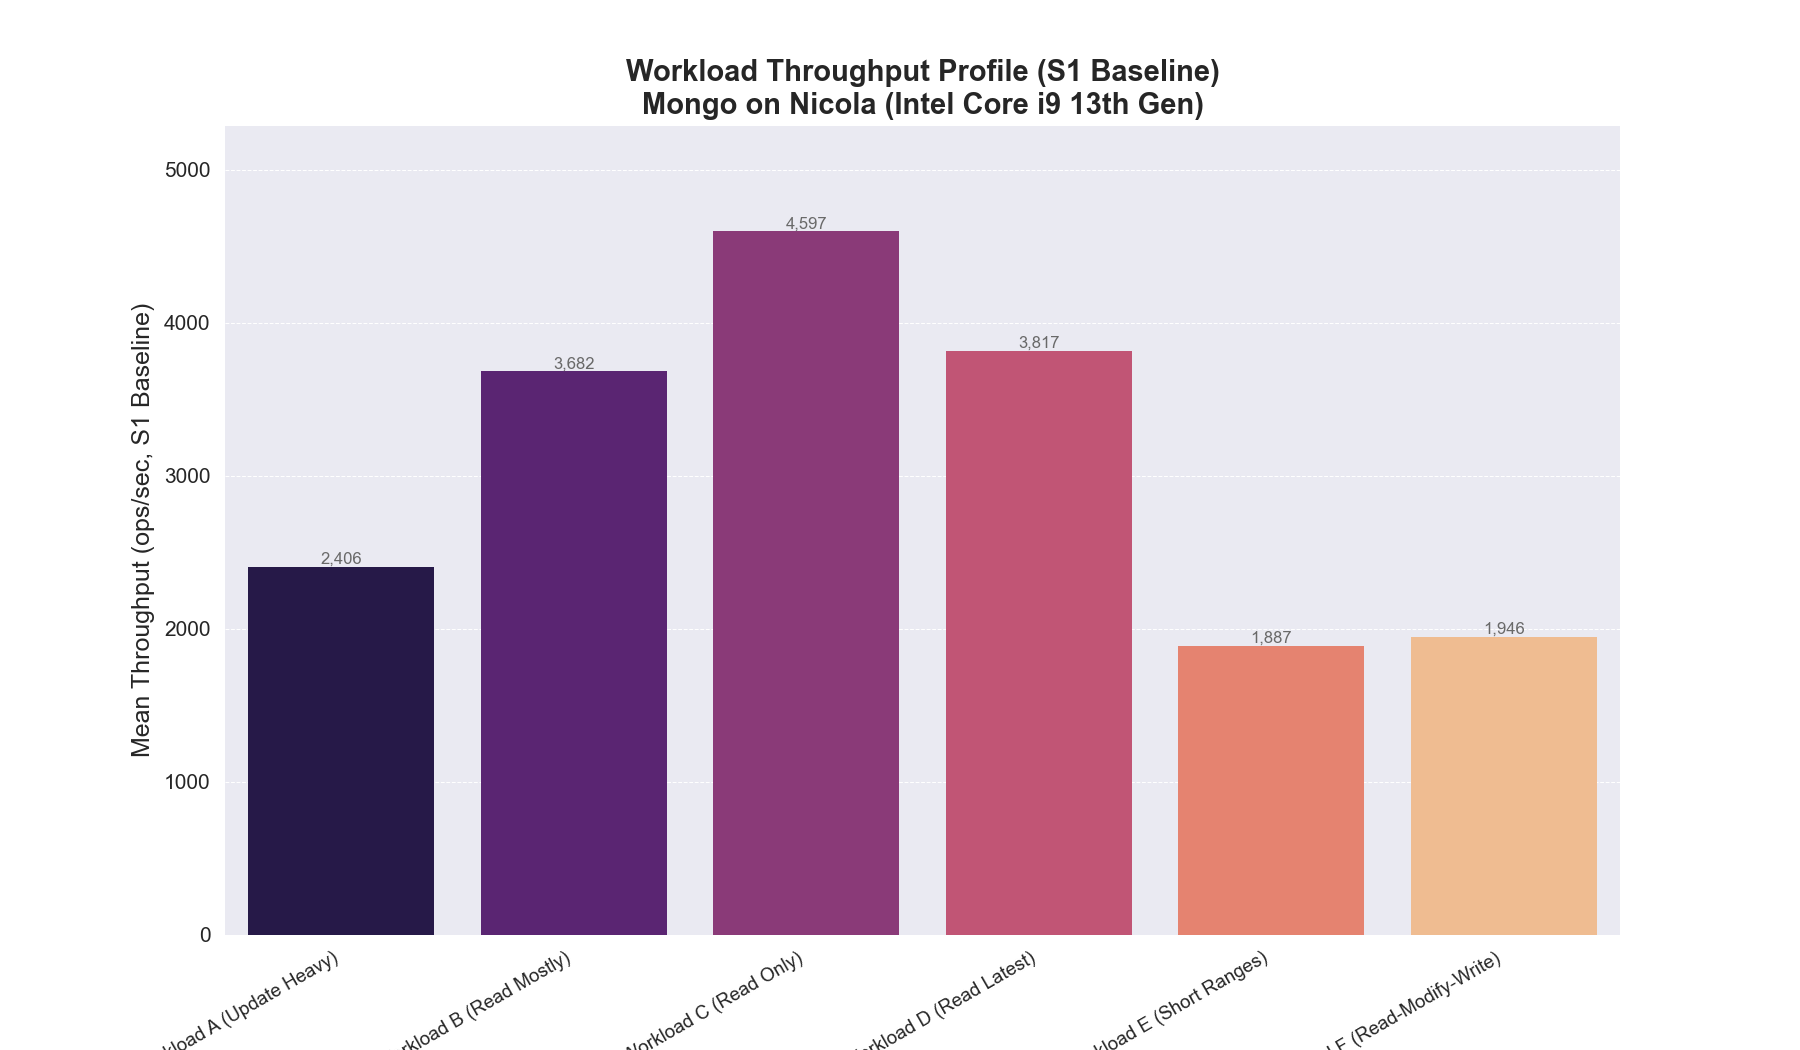 Workload Throughput Profile (S1 Baseline)
Mongo on Nicola (Intel Core i9 13th Gen)
Mean Throughput (ops/sec, S1 Baseline)
5000
4000
3000
2000
1000
0
2,406
3,682
4,597
3,817
1,887
1,946
kload A (Update Heavy)
rkload B (Read Mostly)
Workload C (Read Only)
orkload D (Read Latest)
kload E (Short Ranges)
F (Read-Modify-Write)